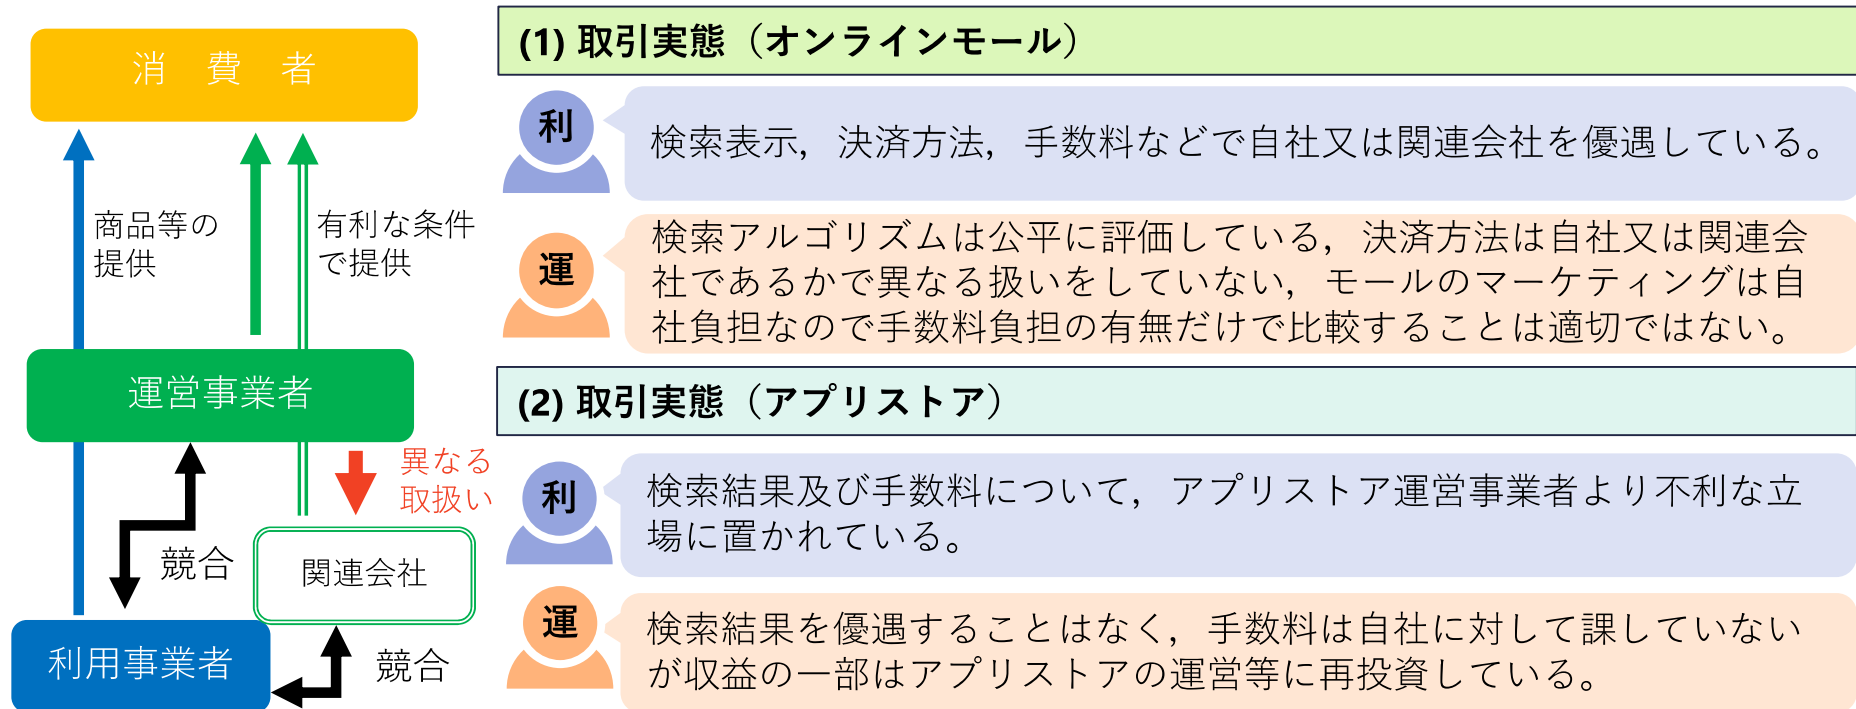 消　費　者
商品等の
提供
有利な条件
で提供
運営事業者
異なる
取扱い
競合
関連会社
利用事業者
競合
(1) 取引実態（オンラインモール）
利
検索表示，決済方法，手数料などで自社又は関連会社を優遇している。
運
検索アルゴリズムは公平に評価している，決済方法は自社又は関連会
社であるかで異なる扱いをしていない，モールのマーケティングは自
社負担なので手数料負担の有無だけで比較することは適切ではない。
(2) 取引実態（アプリストア）
利
検索結果及び手数料について，アプリストア運営事業者より不利な立
場に置かれている。
運
検索結果を優遇することはなく，手数料は自社に対して課していない
が収益の一部はアプリストアの運営等に再投資している。